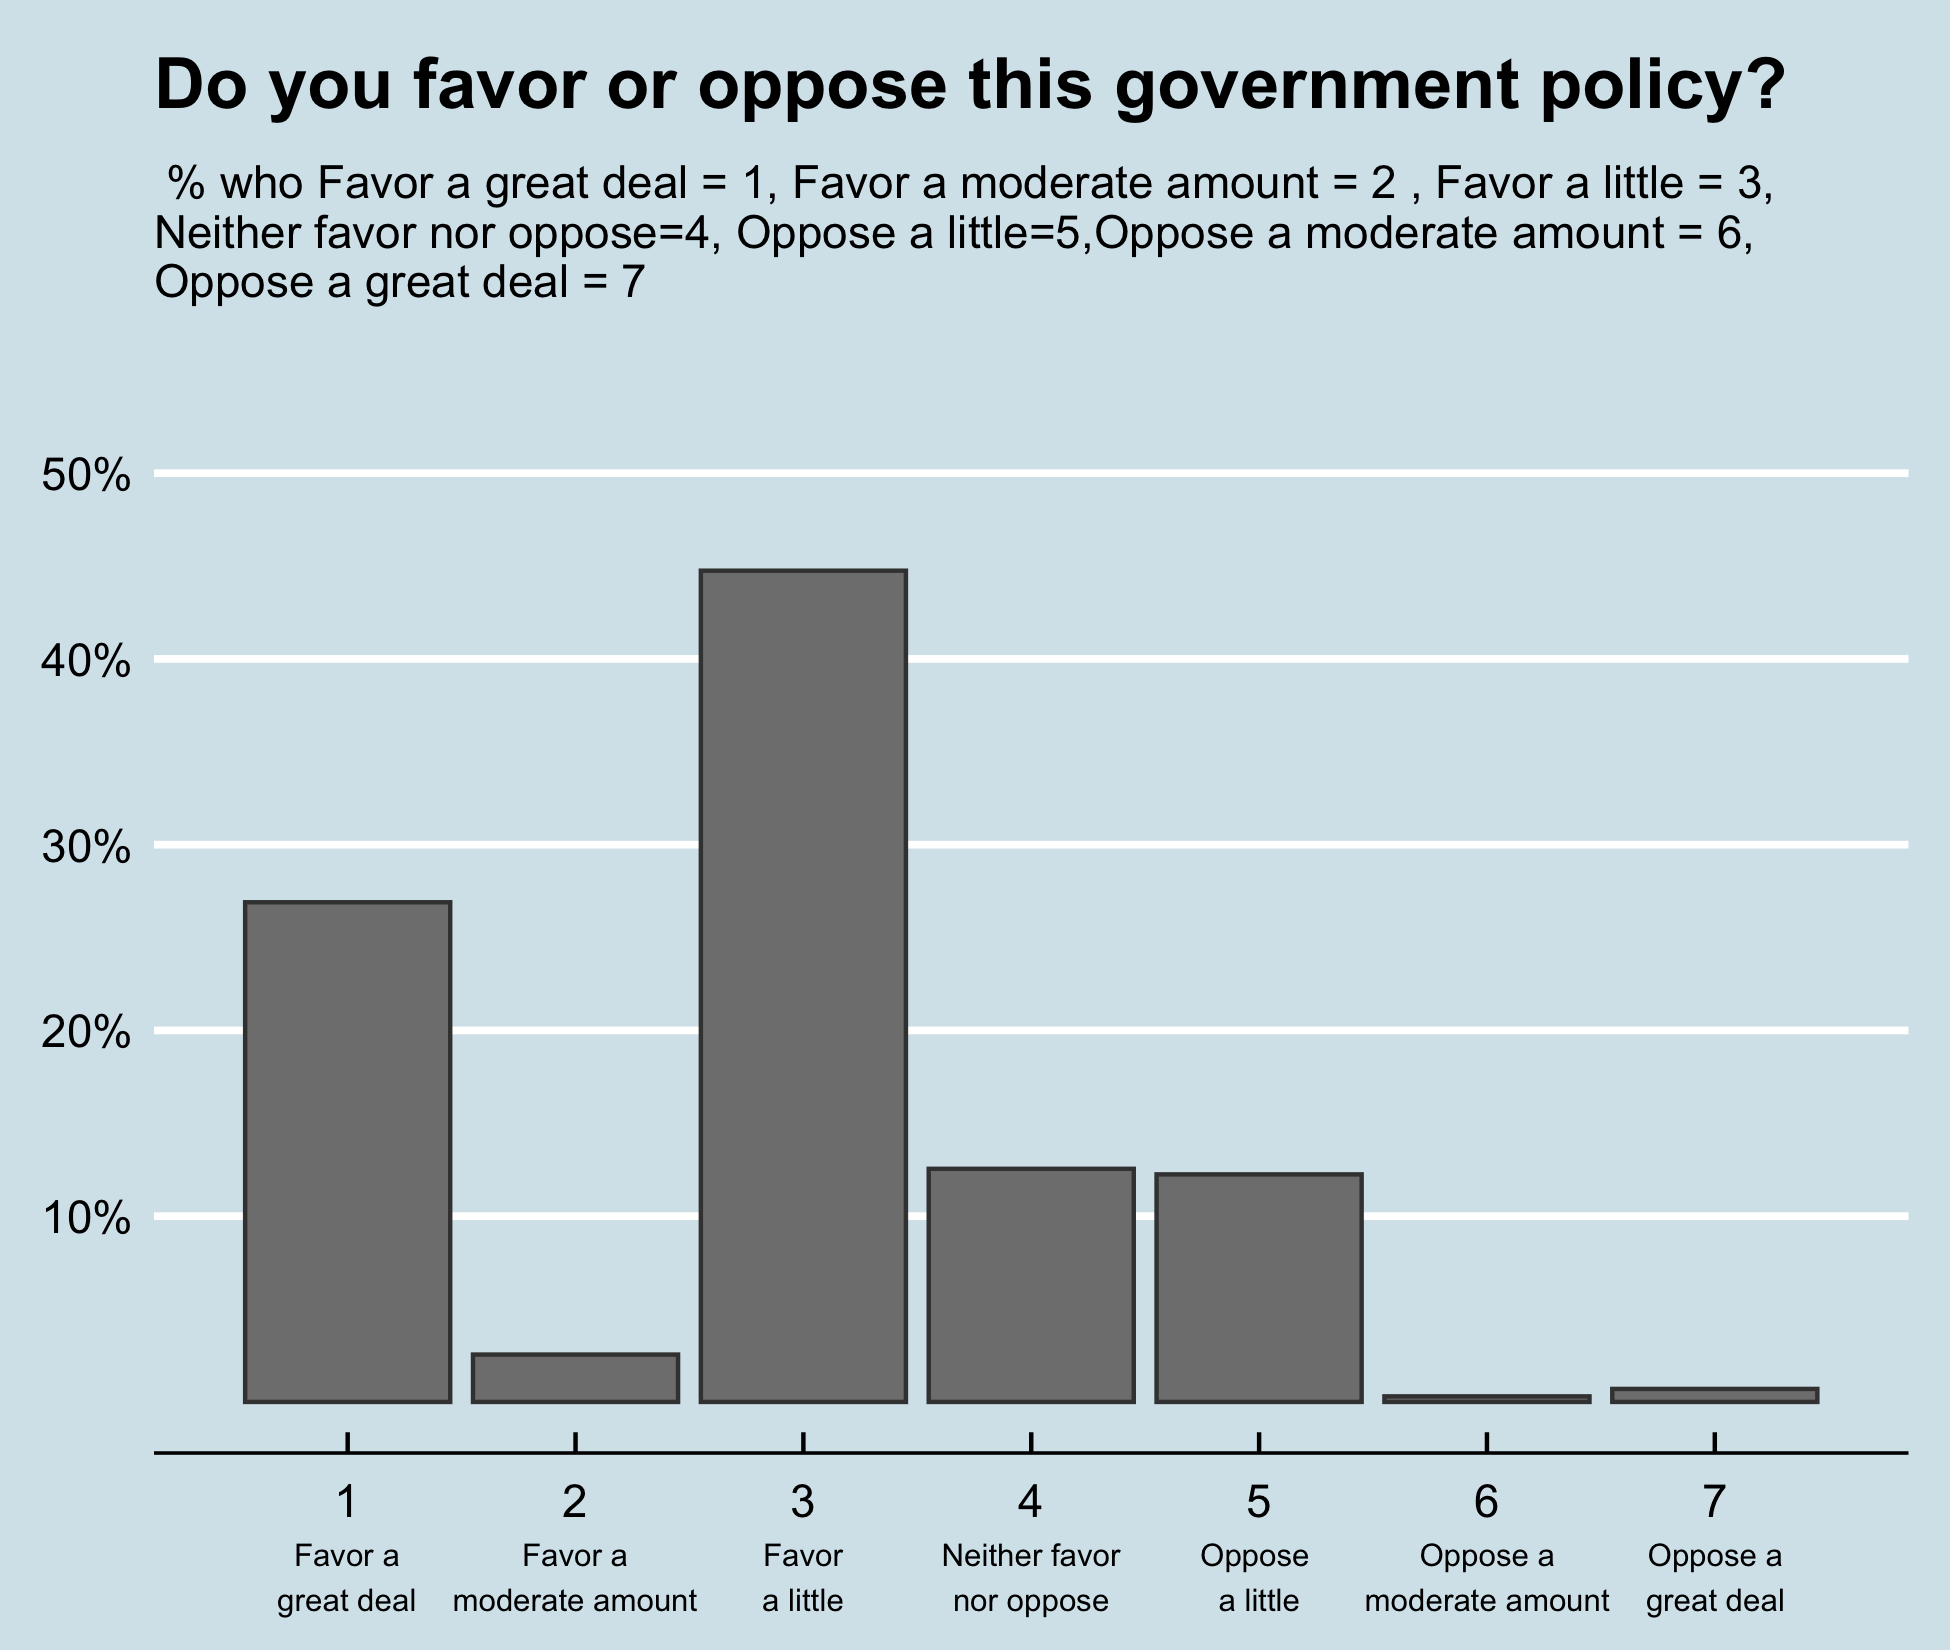 Do you favor or oppose this government policy?
% who Favor a great deal = 1, Favor a moderate amount = 2 , Favor a little = 3,
Neither favor nor oppose=4, Oppose a little=5,Oppose a moderate amount = 6,
Oppose a great deal = 7
50%
40%
30%
20%
10%
1 2 3 4 5 6 7
Favor a Favor a Favor Neither favor Oppose Oppose a Oppose a
great deal moderate amount a little nor oppose a little moderate amount great deal